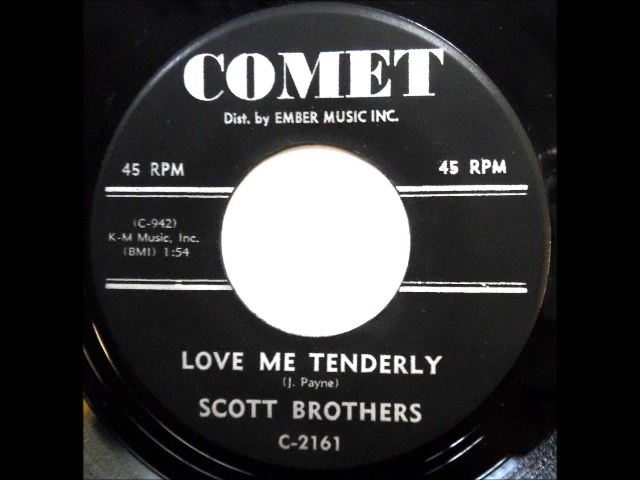 COMET
Dist. by EMBER MUSIC INC.
45 RPM 45 RPM
(C-942)
K-M Music, Inc.
(BMI) 1:54
LOVE ME TENDERLY
(J. Payne)
SCOTT BROTHERS
C-2161